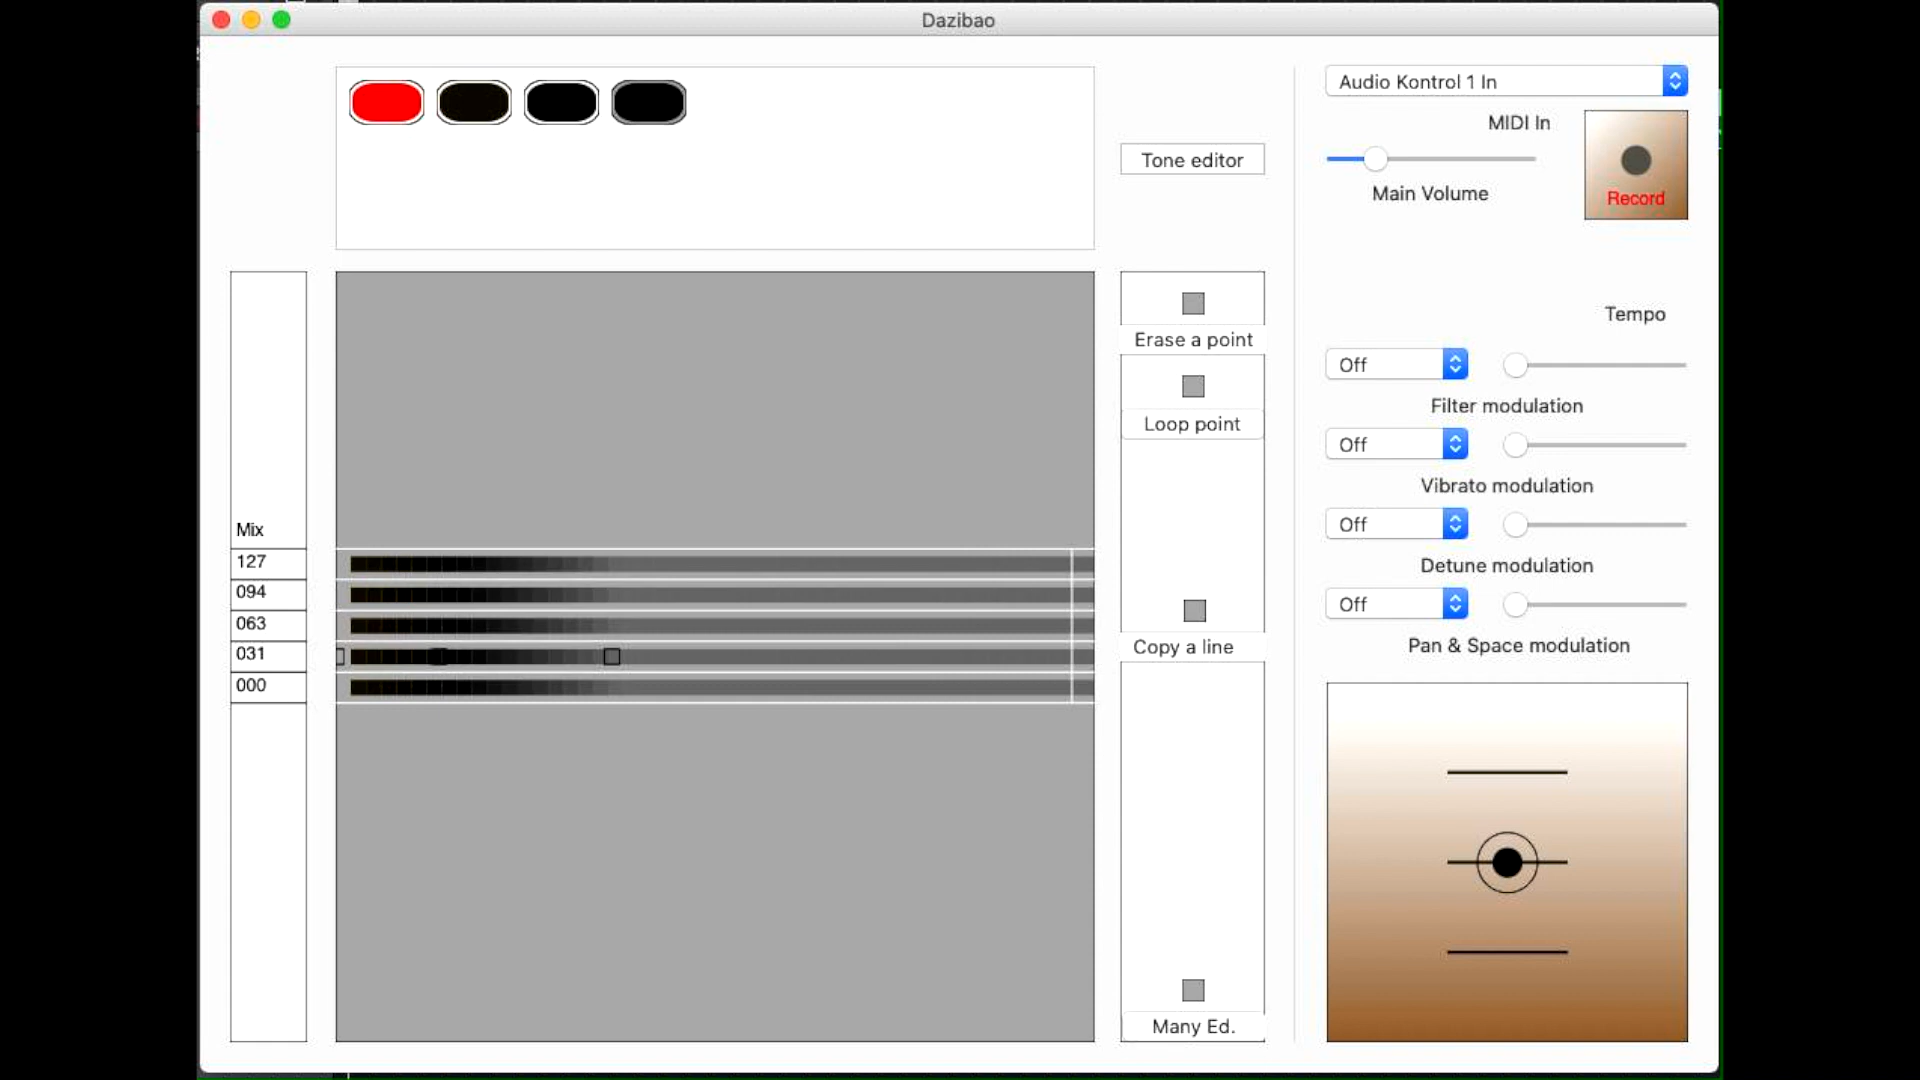 Dazibao
Audio Kontrol 1 In
MIDI In
Tone editor
Main Volume
Record
Erase a point
Tempo
Off
Filter modulation
Loop point
Off
Vibrato modulation
Mix
127
Off
094
Detune modulation
063
Off
031
Copy a line
Pan & Space modulation
000
Many Ed.